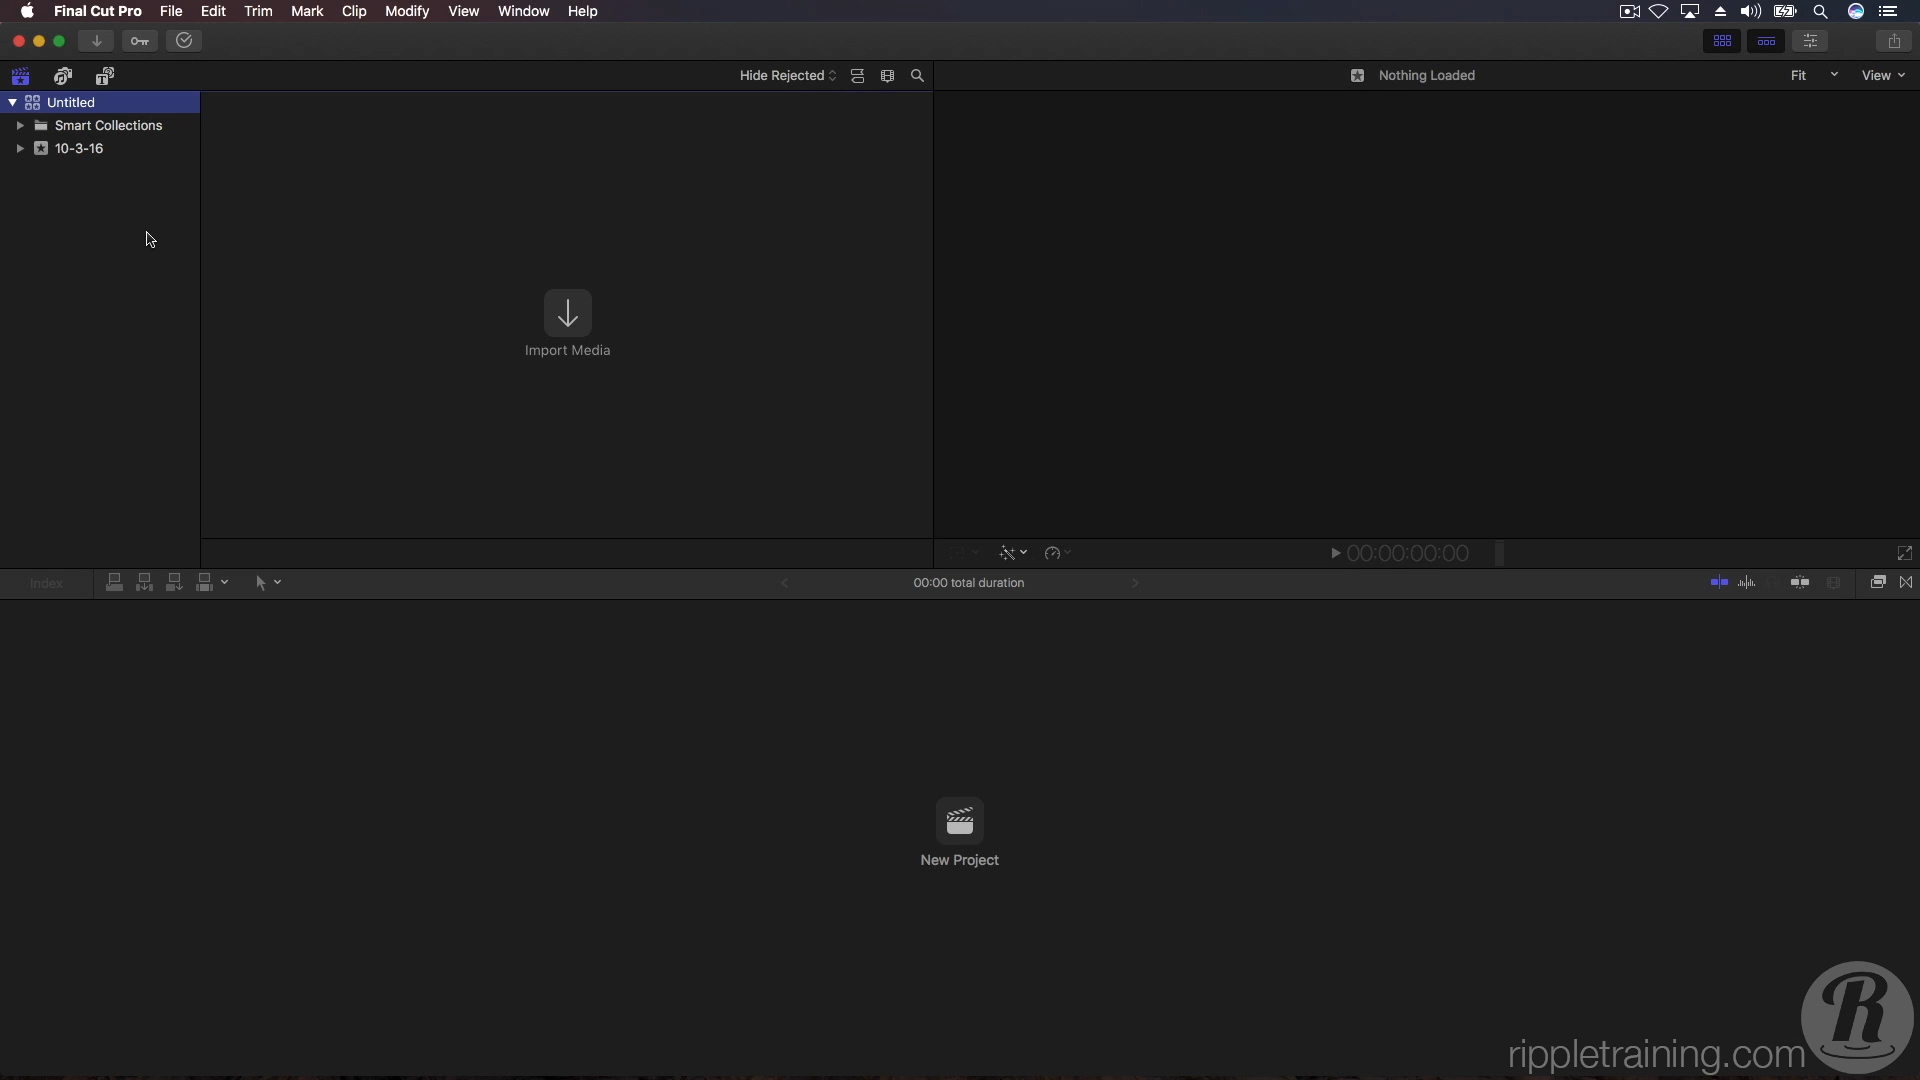 Final Cut Pro File Edit Trim Mark Clip Modify View Window Help
Hide Rejected
Nothing Loaded
Fit
View
Untitled
Smart Collections
10-3-16
Import Media
00:00:00:00
Index
00:00 total duration
New Project
R
rippletraining.com